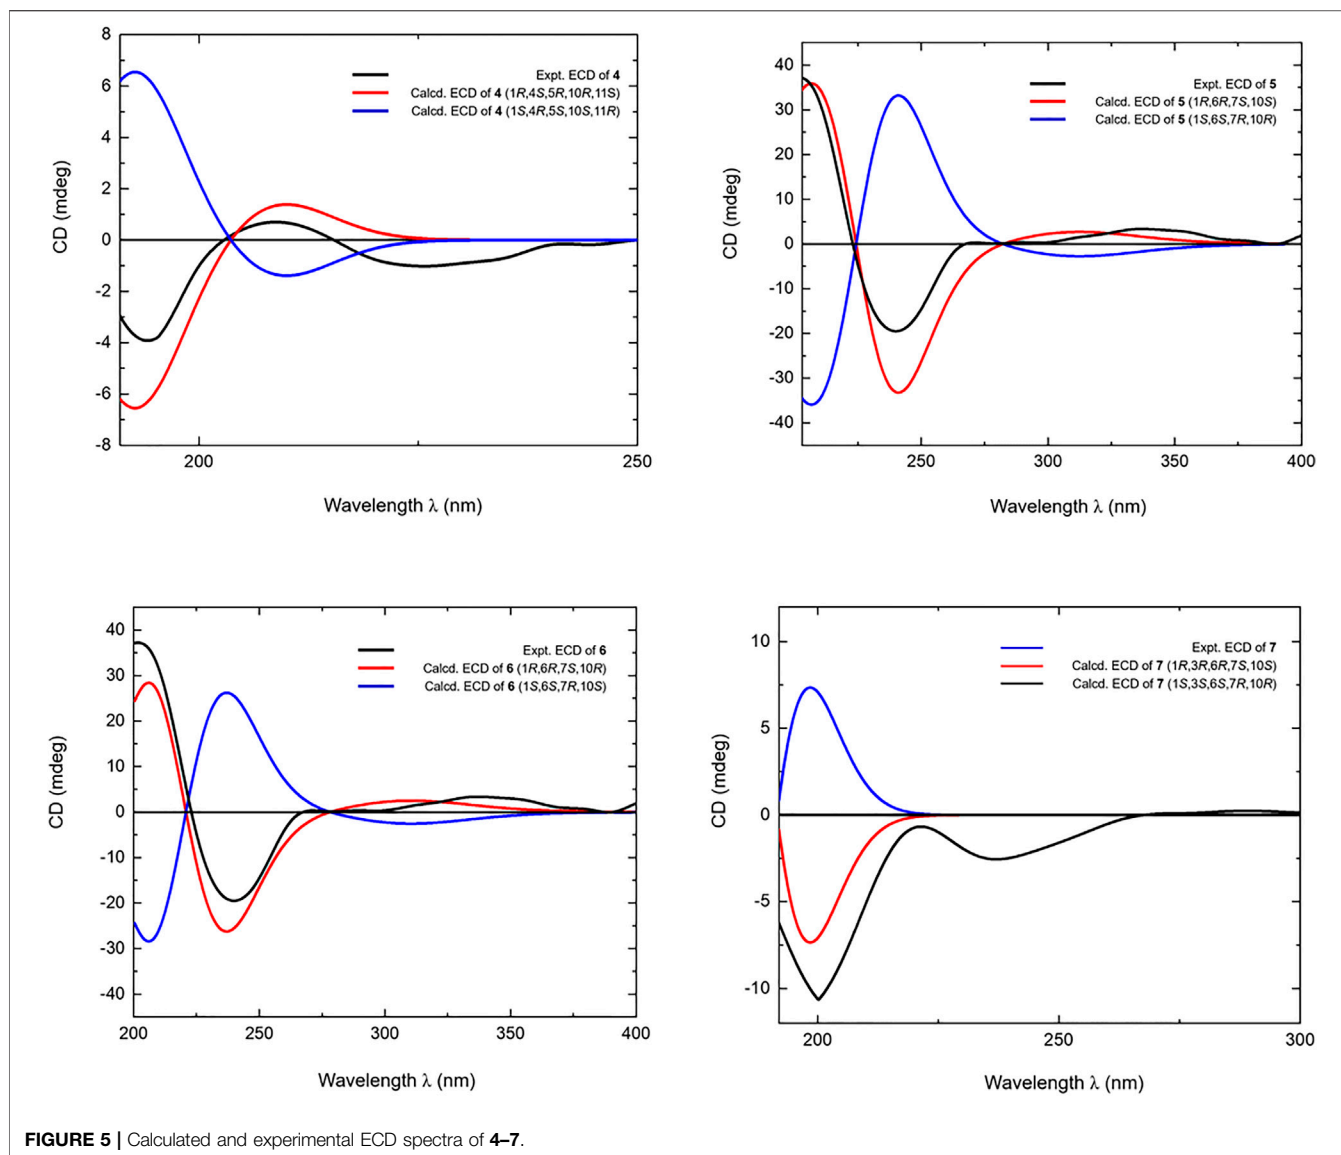 8
6
4
2
0
-2
-4
-6
-8
200
250
CD (mdeg)
Wavelength λ (nm)
Expt. ECD of 4
Calcd. ECD of 4 (1R,4S,5R,10R,11S)
Calcd. ECD of 4 (1S,4R,5S,10S,11R)
40
30
20
10
0
-10
-20
-30
-40
250
300
350
400
CD (mdeg)
Wavelength λ (nm)
Expt. ECD of 5
Calcd. ECD of 5 (1R,6R,7S,10S)
Calcd. ECD of 5 (1S,6S,7R,10R)
40
30
20
10
0
-10
-20
-30
-40
200
250
300
350
400
CD (mdeg)
Wavelength λ (nm)
Expt. ECD of 6
Calcd. ECD of 6 (1R,6R,7S,10R)
Calcd. ECD of 6 (1S,6S,7R,10S)
10
5
0
-5
-10
200
250
300
CD (mdeg)
Wavelength λ (nm)
Expt. ECD of 7
Calcd. ECD of 7 (1R,3R,6R,7S,10S)
Calcd. ECD of 7 (1S,3S,6S,7R,10R)
FIGURE 5 | Calculated and experimental ECD spectra of 4–7.